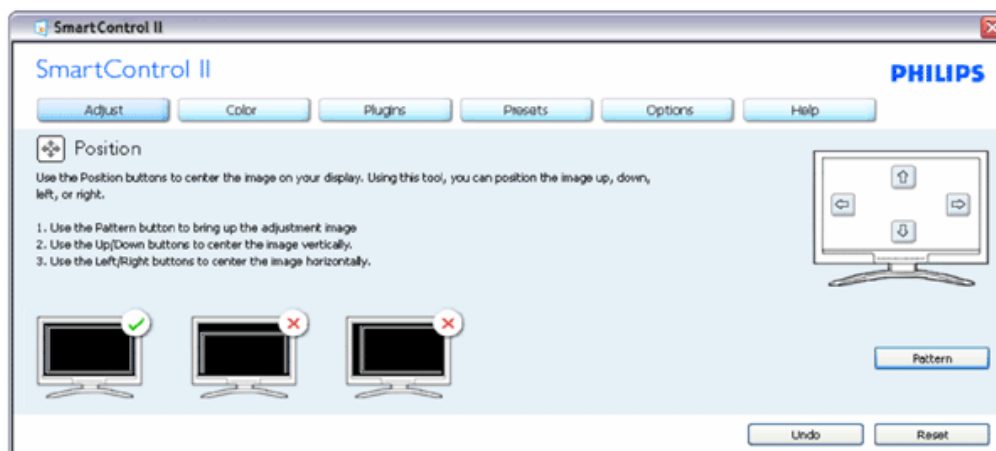 SmartControl II
SmartControl II
PHILIPS
Adjust Color Plugins Presets Options Help
Position
Use the Position buttons to center the image on your display. Using this tool, you can position the image up, down,
left, or right.
1. Use the Pattern button to bring up the adjustment image
2. Use the Up/Down buttons to center the image vertically.
3. Use the Left/Right buttons to center the image horizontally.
Pattern
Undo Reset